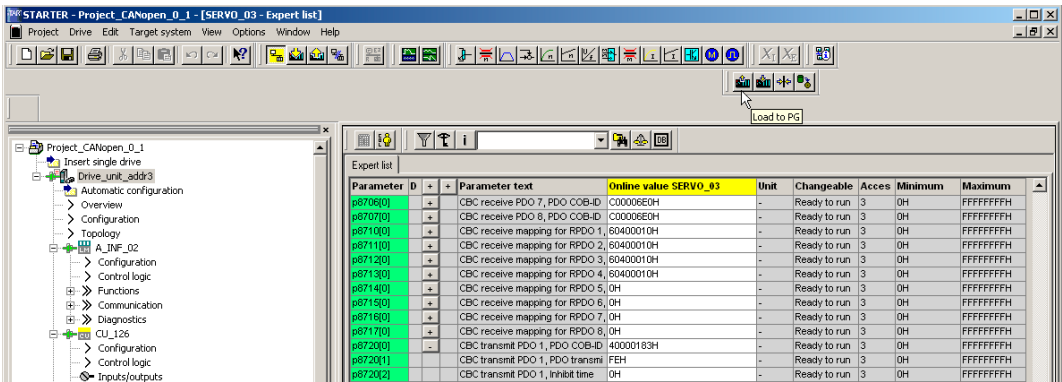 STARTER - Project_CANopen_0_1 - [SERVO_03 - Expert list]
Project Drive Edit Target system View Options Window Help
Load to PG
Project_CANopen_0_1
Insert single drive
Drive_unit_addr3
Automatic configuration
Overview
Configuration
Topology
A_INF_02
Configuration
Control logic
Functions
Communication
Diagnostics
CU_126
Configuration
Control logic
Inputs/outputs
Expert list
Parameter D + + Parameter text Online value SERVO_03 Unit Changeable Acces Minimum Maximum
p8706[0] + CBC receive PDO 7, PDO COB-ID C00006E0H - Ready to run 3 0H FFFFFFFFH
p8707[0] + CBC receive PDO 8, PDO COB-ID C00006E0H - Ready to run 3 0H FFFFFFFFH
p8710[0] + CBC receive mapping for RPDO 1, 60400010H - Ready to run 3 0H FFFFFFFFH
p8711[0] + CBC receive mapping for RPDO 2, 60400010H - Ready to run 3 0H FFFFFFFFH
p8712[0] + CBC receive mapping for RPDO 3, 60400010H - Ready to run 3 0H FFFFFFFFH
p8713[0] + CBC receive mapping for RPDO 4, 60400010H - Ready to run 3 0H FFFFFFFFH
p8714[0] + CBC receive mapping for RPDO 5, 0H - Ready to run 3 0H FFFFFFFFH
p8715[0] + CBC receive mapping for RPDO 6, 0H - Ready to run 3 0H FFFFFFFFH
p8716[0] + CBC receive mapping for RPDO 7, 0H - Ready to run 3 0H FFFFFFFFH
p8717[0] + CBC receive mapping for RPDO 8, 0H - Ready to run 3 0H FFFFFFFFH
p8720[0] - CBC transmit PDO 1, PDO COB-ID 40000183H - Ready to run 3 0H FFFFFFFFH
p8720[1] CBC transmit PDO 1, PDO transmi FEH - Ready to run 3 0H FFFFFFFFH
p8720[2] CBC transmit PDO 1, Inhibit time 0H - Ready to run 3 0H FFFFFFFFH